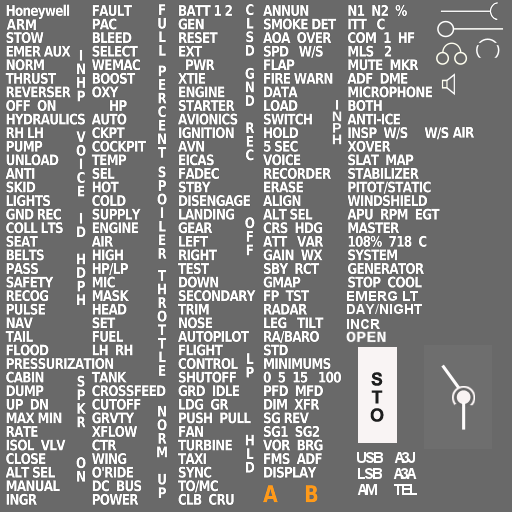 Honeywell
ARM
STOW
EMER AUX
NORM
THRUST
REVERSER
OFF ON
HYDRAULICS
RH LH
PUMP
UNLOAD
ANTI
SKID
LIGHTS
GND REC
COLL LTS
SEAT
BELTS
PASS
SAFETY
RECOG
PULSE
NAV
TAIL
FLOOD
PRESSURIZATION
CABIN
DUMP
UP DN
MAX MIN
RATE
ISOL VLV
CLOSE
ALT SEL
MANUAL
INGR
INHP
VOICE
ID
HDPH
SPKR
ON
FAULT
PAC
BLEED
SELECT
WEMAC
BOOST
OXY
HP
AUTO
CKPT
COCKPIT
TEMP
SEL
HOT
COLD
SUPPLY
ENGINE
AIR
HIGH
HP/LP
MIC
MASK
HEAD
SET
FUEL
LH RH
TANK
CROSSFEED
CUTOFF
GRVTY
XFLOW
CTR
WING
O'RIDE
DC BUS
POWER
FULL
PERCENT
SPOILER
THROTTLE
NORM
UP
BATT 1 2
GEN
RESET
EXT
PWR
XTIE
ENGINE
STARTER
AVIONICS
IGNITION
AVN
EICAS
FADEC
STBY
DISENGAGE
LANDING
GEAR
LEFT
RIGHT
TEST
DOWN
SECONDARY
TRIM
NOSE
AUTOPILOT
FLIGHT
CONTROL
SHUTOFF
GRD IDLE
LDG GR
PUSH PULL
FAN
TURBINE
TAXI
SYNC
TO/MC
CLB CRU
CLSD
GND
REC
OFF
LP
HLD
ANNUN
SMOKE DET
AOA OVER
SPD W/S
FLAP
FIRE WARN
DATA
LOAD
SWITCH
HOLD
5 SEC
VOICE
RECORDER
ERASE
ALIGN
ALT SEL
CRS HDG
ATT VAR
GAIN WX
SBY RCT
GMAP
FP TST
RADAR
LEG TILT
RA/BARO
STD
MINIMUMS
0 5 15 100
PFD MFD
DIM XFR
SG REV
SG1 SG2
VOR BRG
FMS ADF
DISPLAY
A B
INPH
N1 N2 %
ITT C
COM 1 HF
MLS 2
MUTE MKR
ADF DME
MICROPHONE
BOTH
ANTI-ICE
INSP W/S W/S AIR
XOVER
SLAT MAP
STABILIZER
PITOT/STATIC
WINDSHIELD
APU RPM EGT
MASTER
108% 718 C
SYSTEM
GENERATOR
STOP COOL
EMERG LT
DAY/NIGHT
INCR
OPEN
STO
USB A3J
LSB A3A
AM TEL